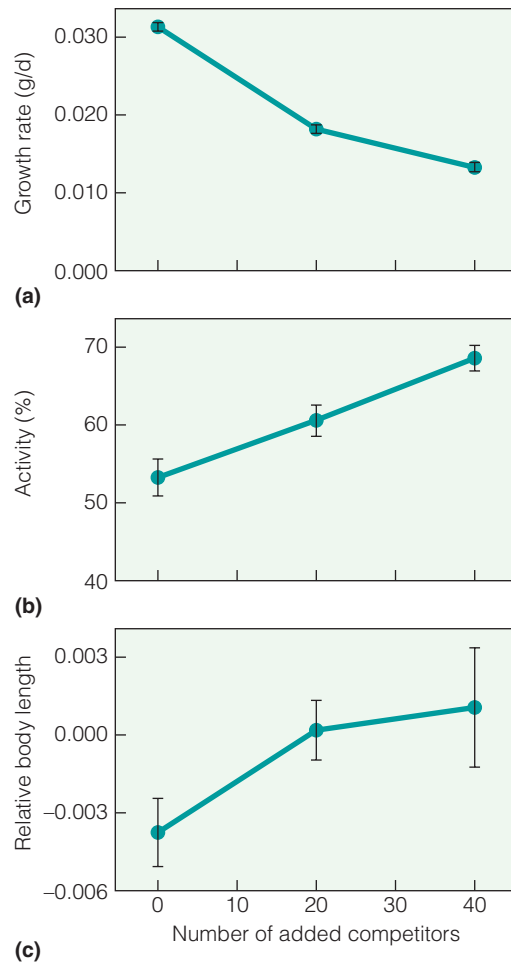 Growth rate (g/d)
0.030
0.020
0.010
0.000
(a)
Activity (%)
70
60
50
40
(b)
Relative body length
0.003
0.000
–0.003
–0.006
0 10 20 30 40
Number of added competitors
(c)